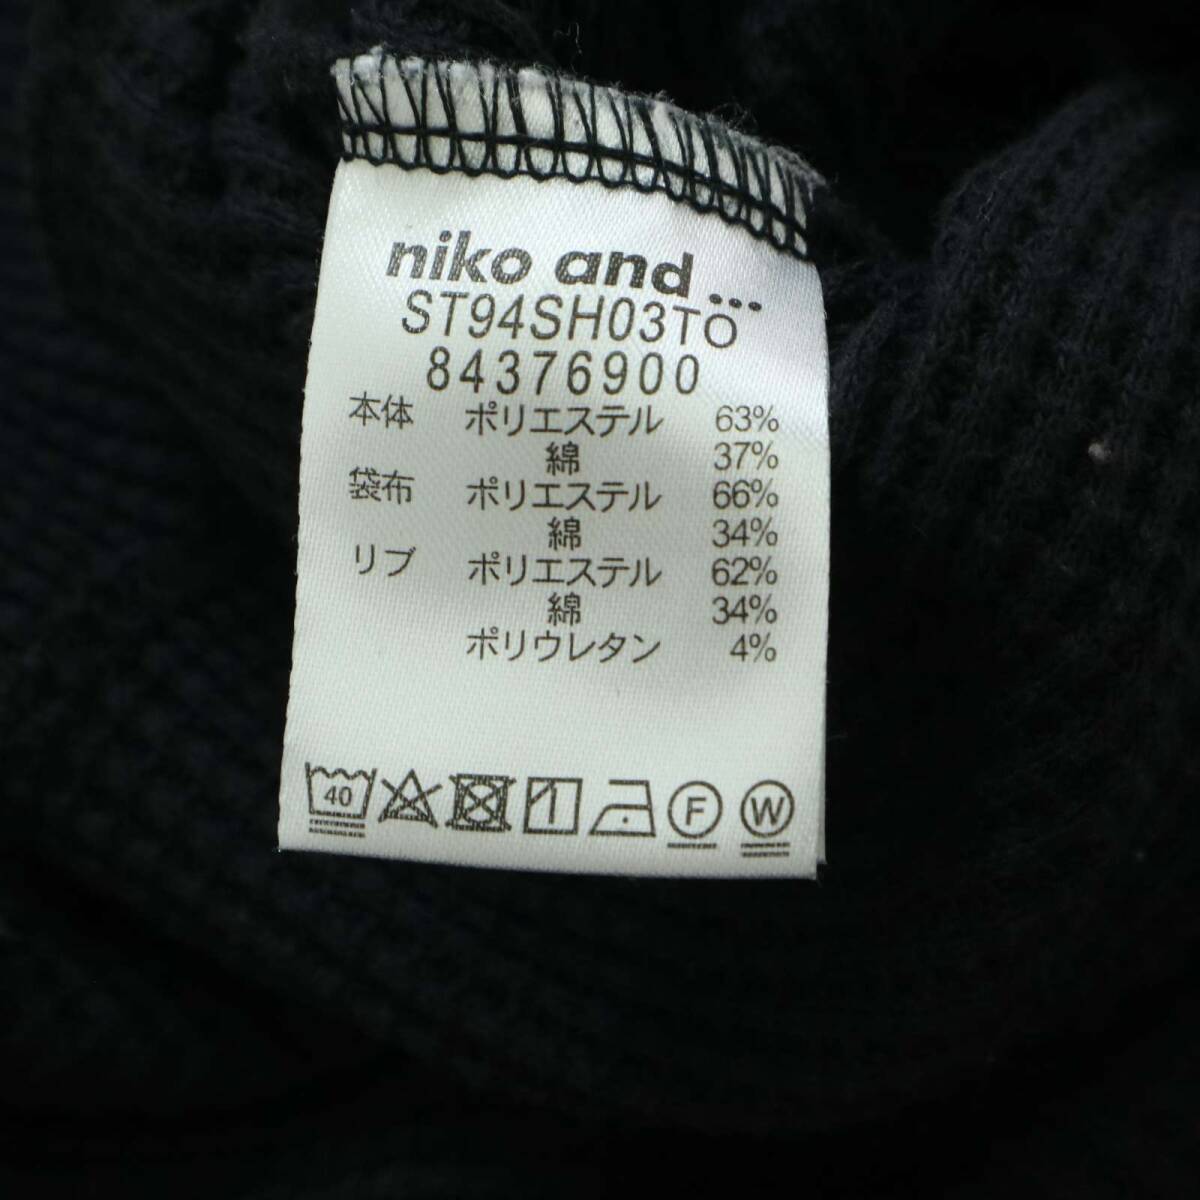 niko and ...
ST94SH03TO
84376900
本体 ポリエステル 63%
綿 37%
袋布 ポリエステル 66%
綿 34%
リブ ポリエステル 62%
綿 34%
ポリウレタン 4%
40 F W